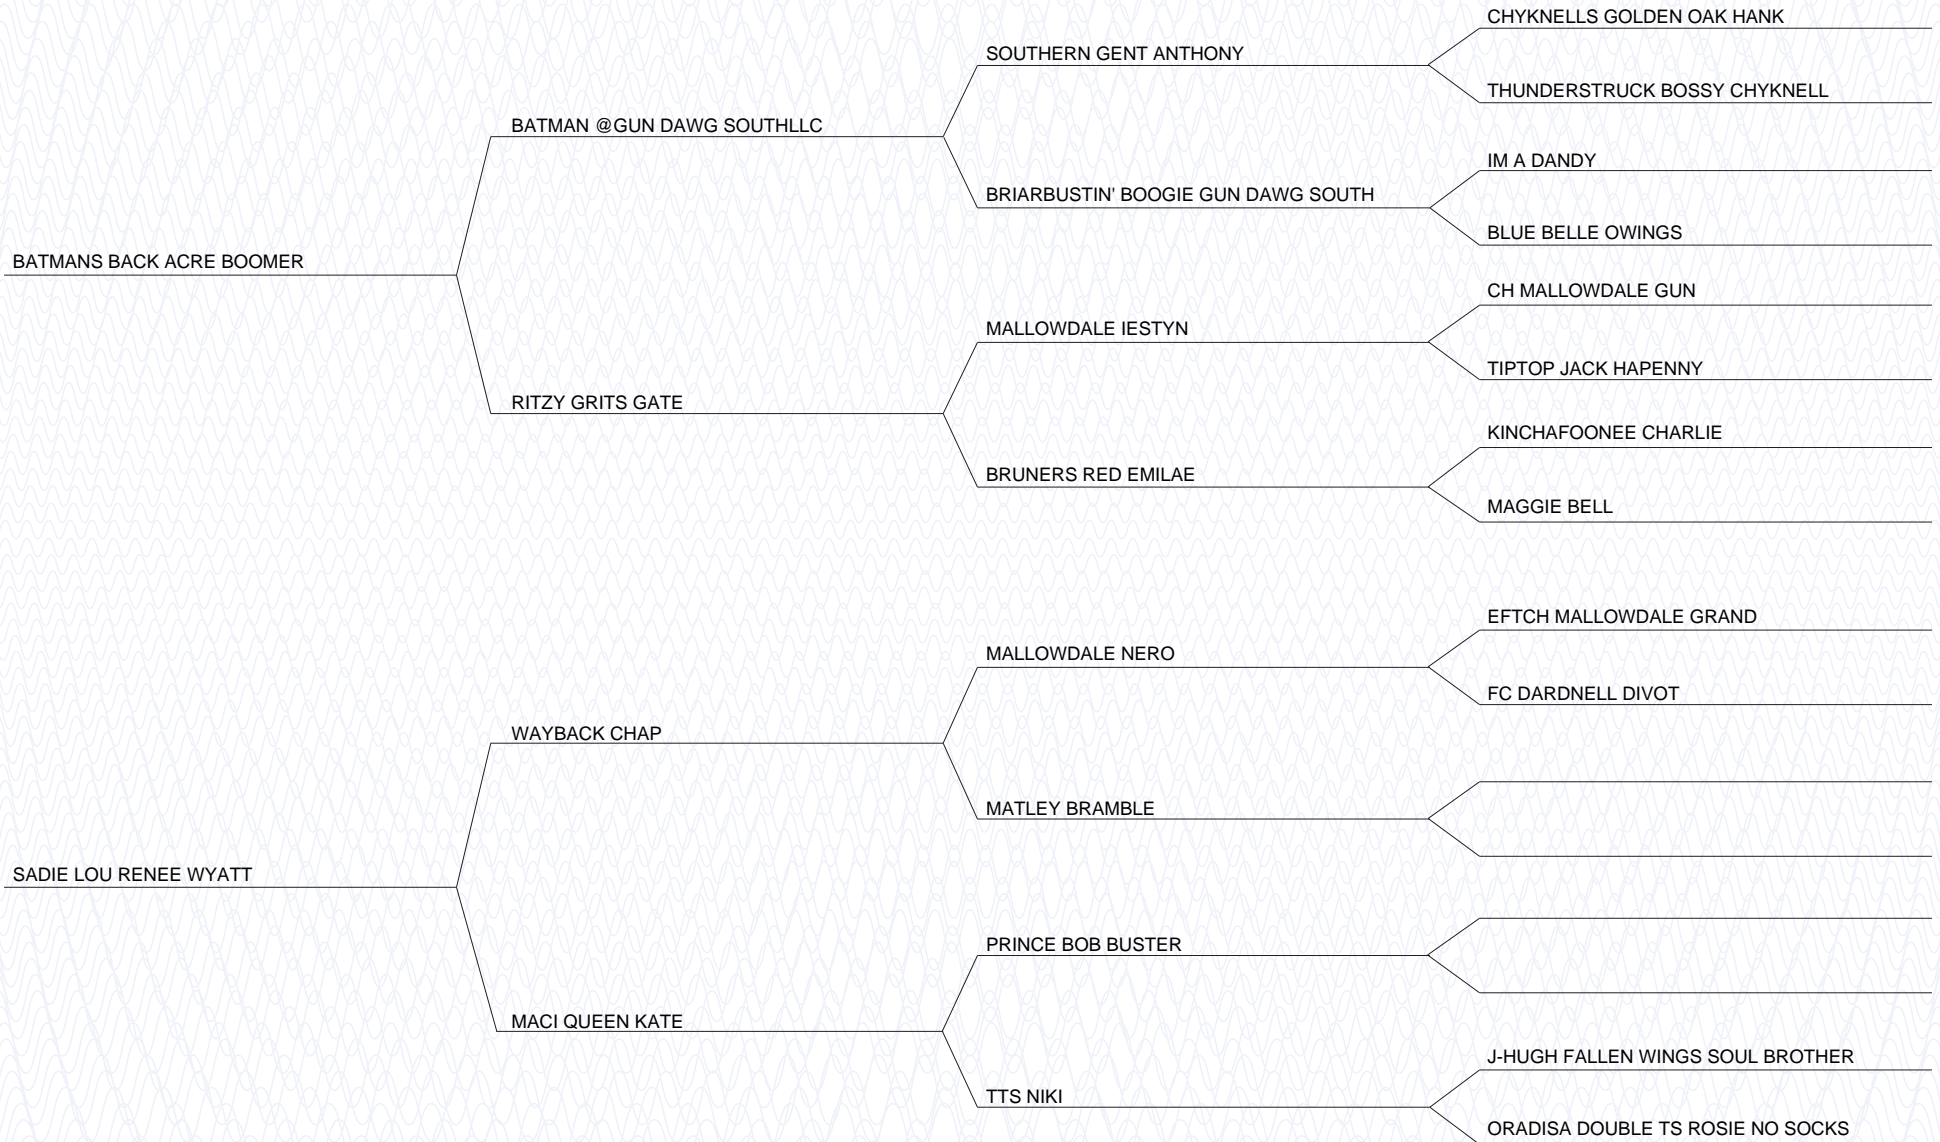 CHYKNELLS GOLDEN OAK HANK
SOUTHERN GENT ANTHONY
THUNDERSTRUCK BOSSY CHYKNELL
BATMAN @GUN DAWG SOUTHLLC
IM A DANDY
BRIARBUSTIN' BOOGIE GUN DAWG SOUTH
BLUE BELLE OWINGS
BATMANS BACK ACRE BOOMER
CH MALLOWDALE GUN
MALLOWDALE IESTYN
TIPTOP JACK HAPENNY
RITZY GRITS GATE
KINCHAFOONEE CHARLIE
BRUNERS RED EMILAE
MAGGIE BELL
EFTCH MALLOWDALE GRAND
MALLOWDALE NERO
FC DARDNELL DIVOT
WAYBACK CHAP
MATLEY BRAMBLE
SADIE LOU RENEE WYATT
PRINCE BOB BUSTER
MACI QUEEN KATE
J-HUGH FALLEN WINGS SOUL BROTHER
TTS NIKI
ORADISA DOUBLE TS ROSIE NO SOCKS